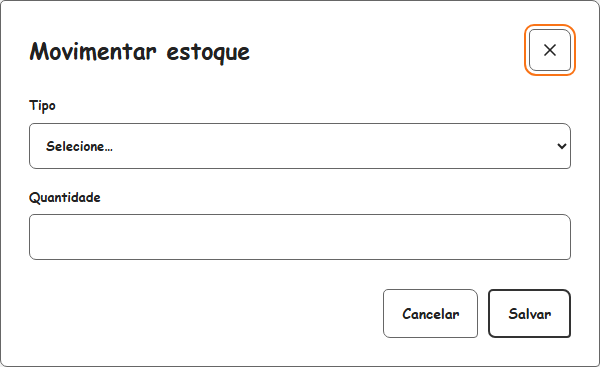 Movimentar estoque
Tipo
Selecione...
Quantidade
Cancelar Salvar